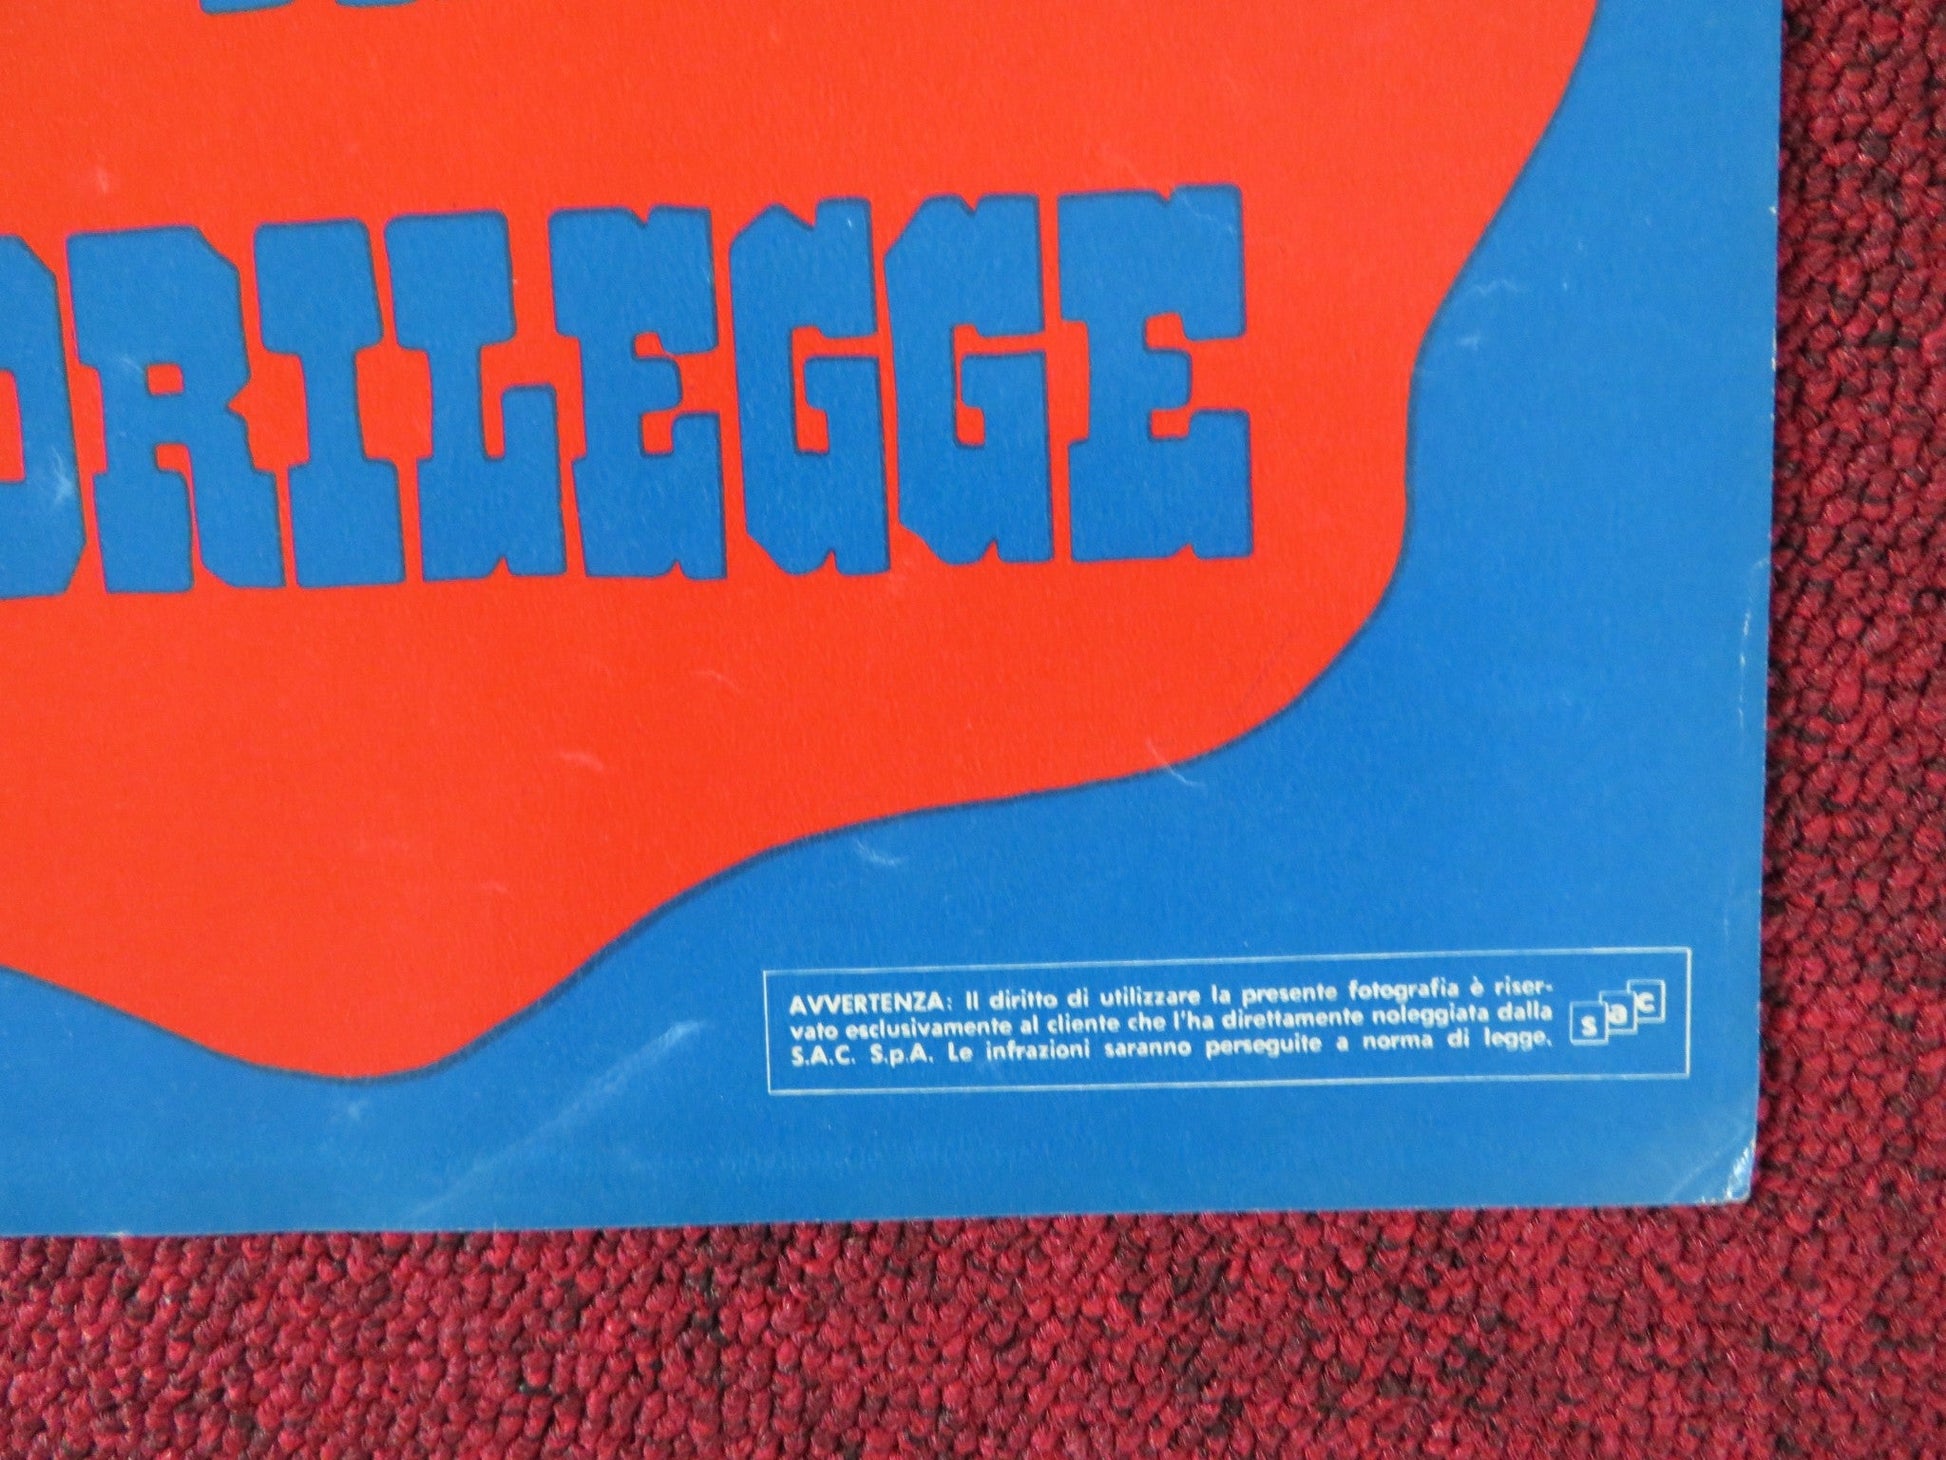 ORILEGGE
AVVERTENZA: Il diritto di utilizzare la presente fotografia è riser-
vato esclusivamente al cliente che l'ha direttamente noleggiata dalla
S.A.C. S.p.A. Le infrazioni saranno perseguite a norma di legge.
sac